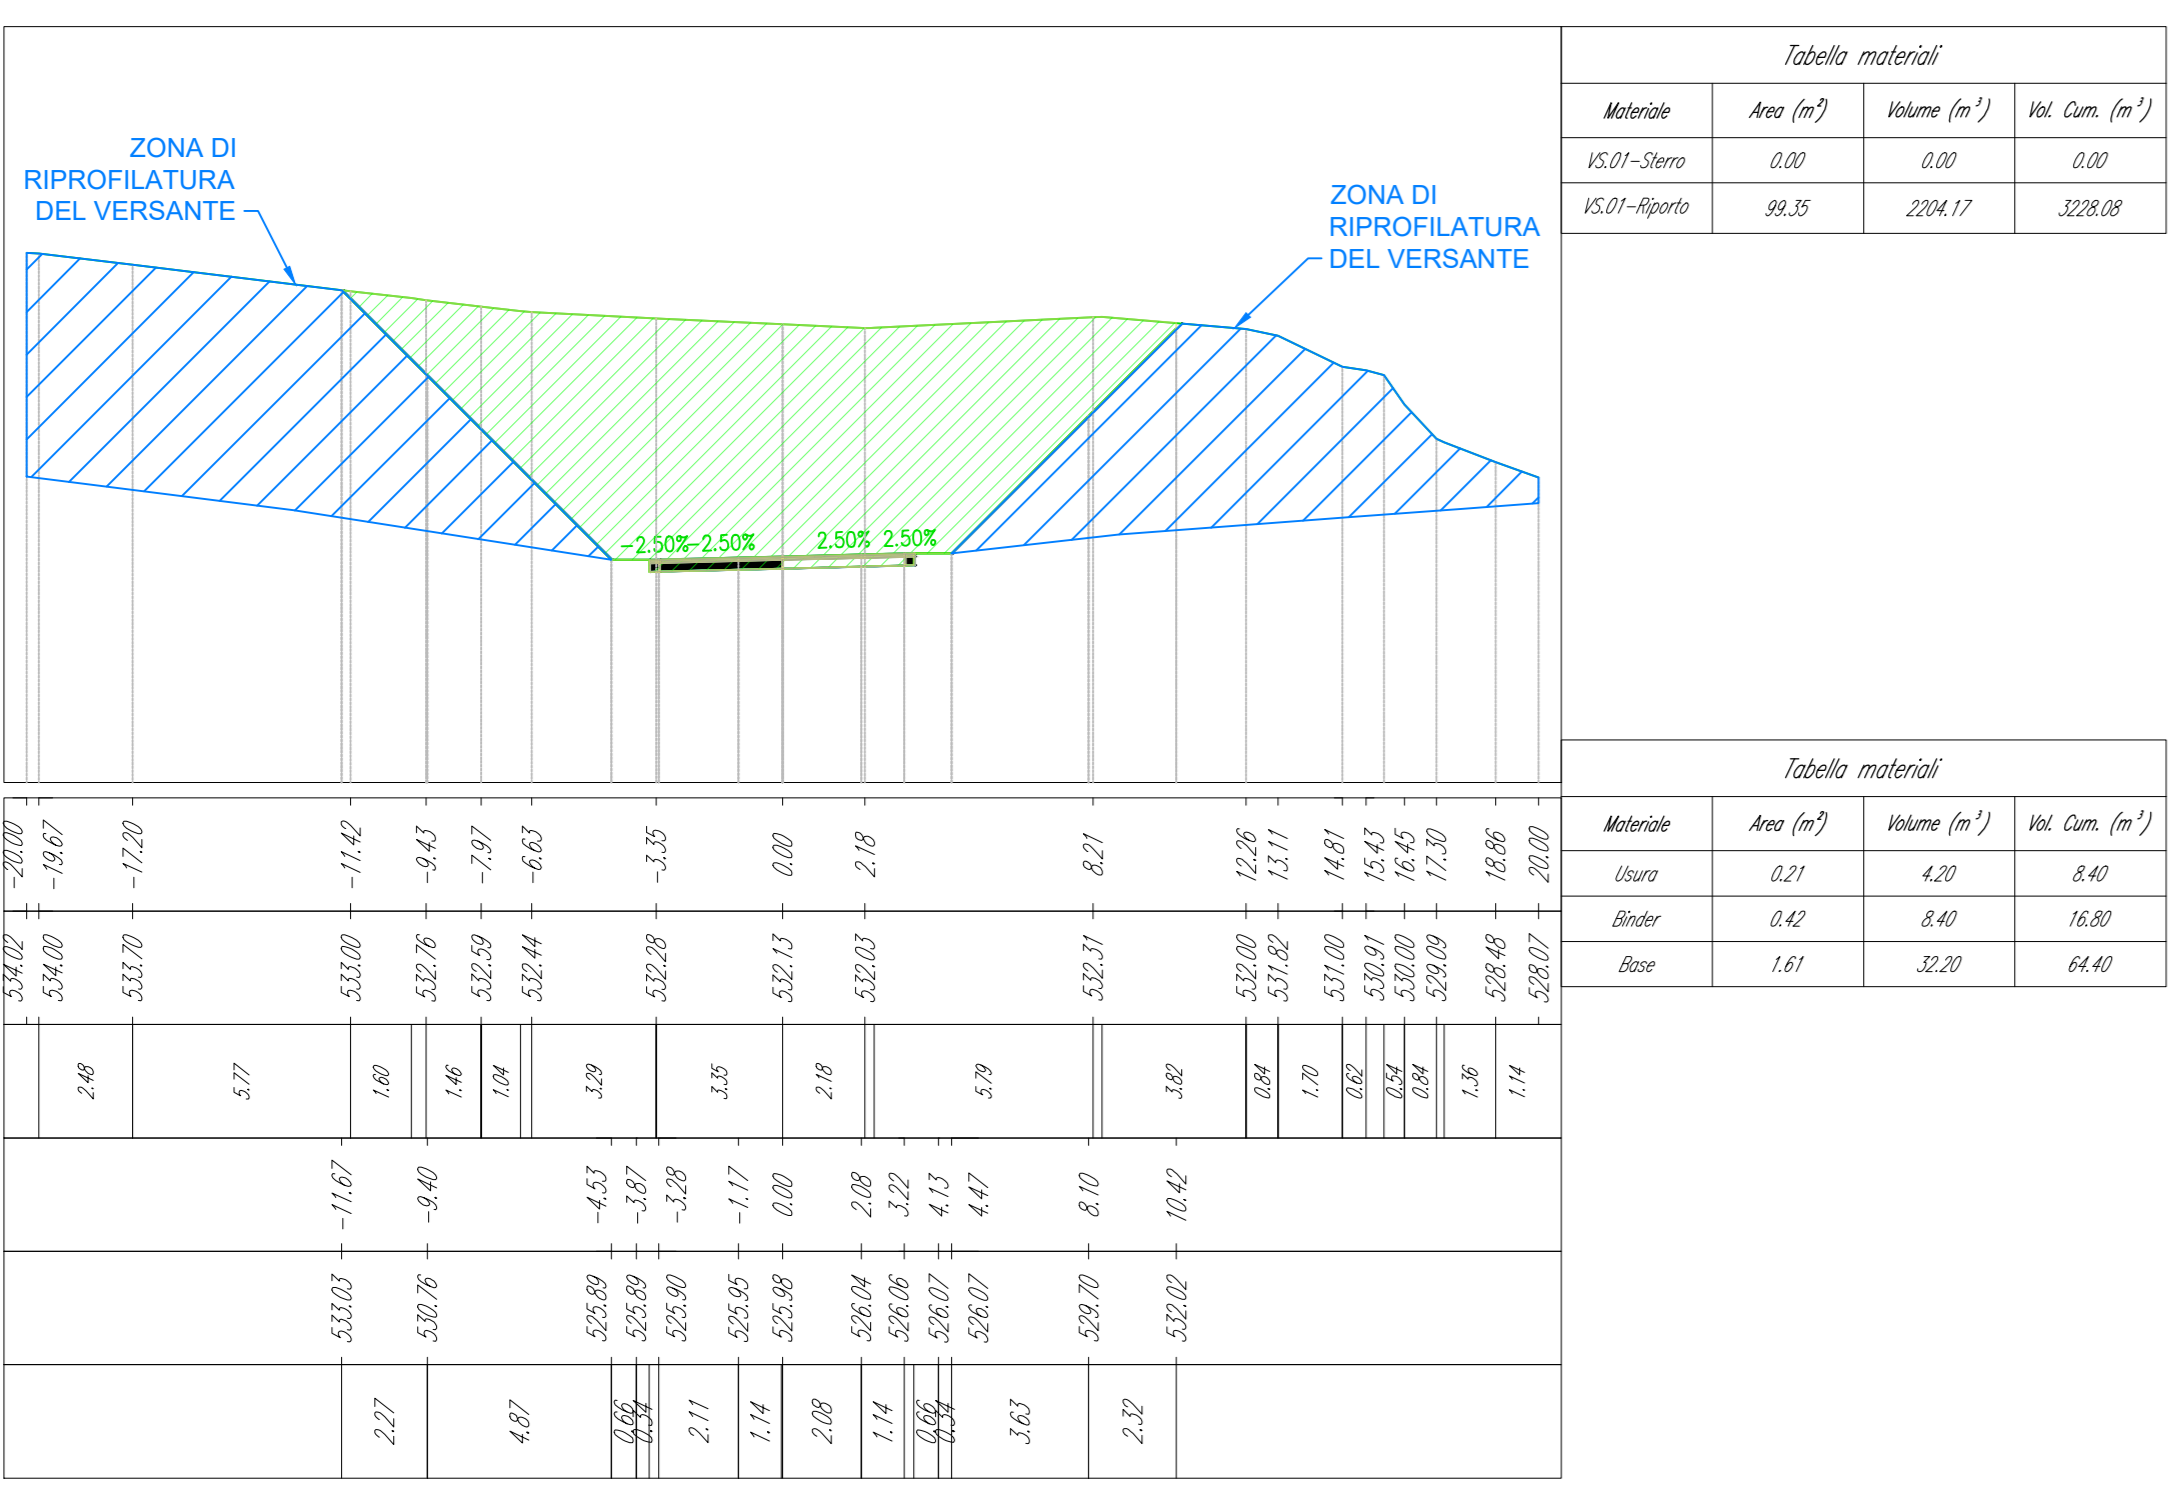 ZONA DI
RIPROFILATURA
DEL VERSANTE
ZONA DI
RIPROFILATURA
DEL VERSANTE
-2.50% -2.50% 2.50% 2.50%
Tabella materiali
Materiale Area (m²) Volume (m³) Vol. Cum. (m³)
VS.01-Sterro 0.00 0.00 0.00
VS.01-Riporto 99.35 2204.17 3228.08
Tabella materiali
Materiale Area (m²) Volume (m³) Vol. Cum. (m³)
Usura 0.21 4.20 8.40
Binder 0.42 8.40 16.80
Base 1.61 32.20 64.40
-20.00 -19.67 -17.20 -11.42 -9.43 -7.97 -6.63 -3.35 0.00 2.18 8.21 12.26 13.11 14.81 15.43 16.45 17.30 18.86 20.00
534.02 534.00 533.70 533.00 532.76 532.59 532.44 532.28 532.13 532.03 532.31 532.00 531.82 531.00 530.91 530.00 529.09 528.48 528.07
2.48 5.77 1.60 1.46 1.04 3.29 3.35 2.18 5.79 3.82 0.84 1.70 0.62 0.54 0.84 1.36 1.14
-11.67 -9.40 -4.53 -3.87 -3.28 -1.17 0.00 2.08 3.22 4.13 4.47 8.10 10.42
533.03 530.76 525.89 525.89 525.90 525.95 525.98 526.04 526.06 526.07 526.07 529.70 532.02
2.27 4.87 0.66 0.34 2.11 1.14 2.08 1.14 0.66 0.34 3.63 2.32